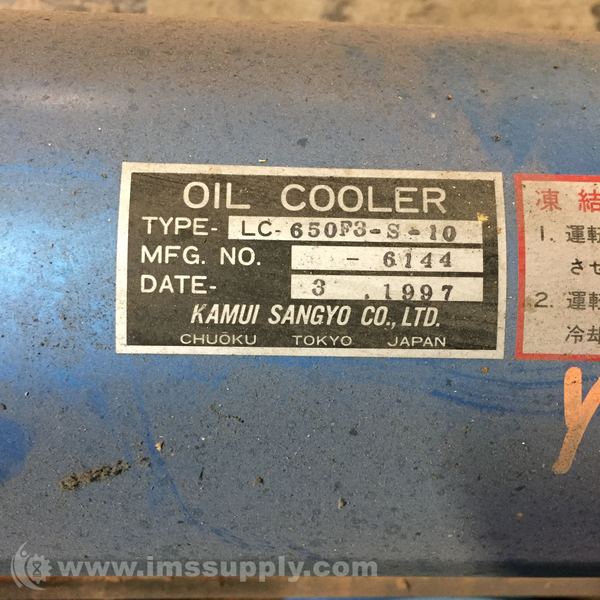 OIL COOLER
TYPE- LC-650F3-S-10
MFG. NO. - 6144
DATE- 3 . 1997
KAMUI SANGYO CO., LTD.
CHUŌKU TOKYO JAPAN
凍結
1. 運転
させ
2. 運転
冷却
www.imssupply.com